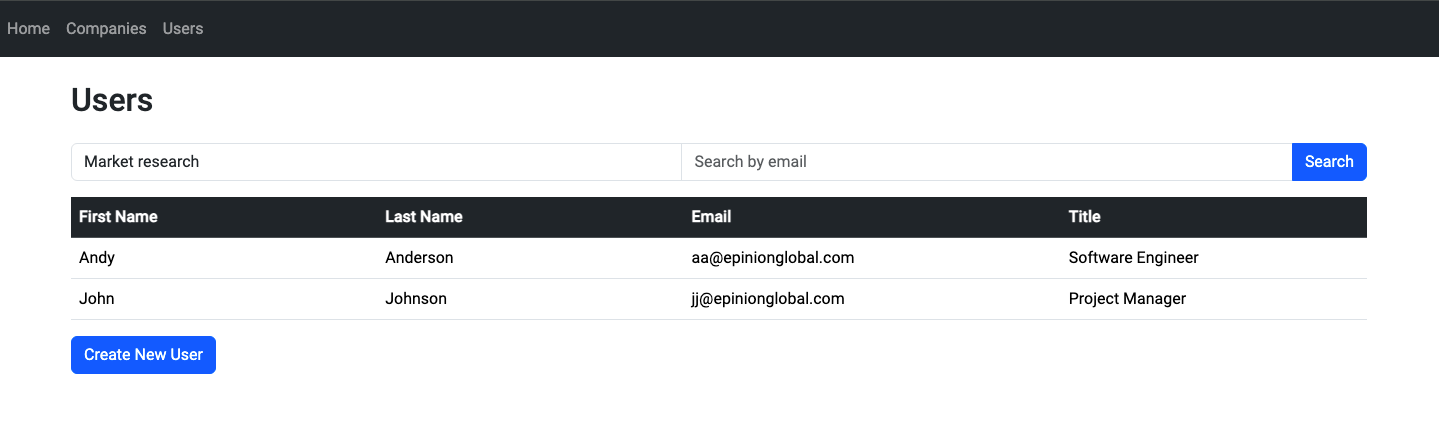 Home Companies Users
Users
Market research Search by email Search
First Name Last Name Email Title
Andy Anderson aa@epinionglobal.com Software Engineer
John Johnson jj@epinionglobal.com Project Manager
Create New User